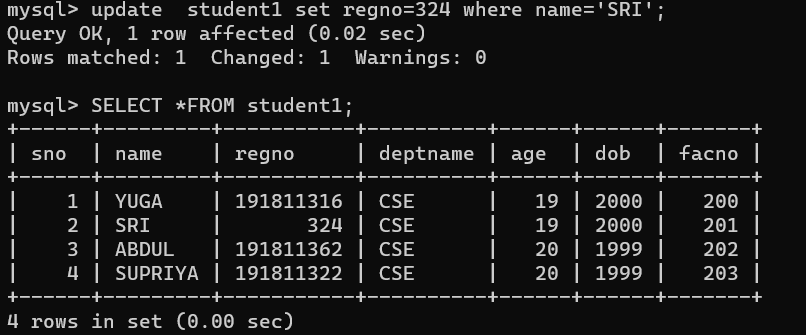 mysql> update  student1 set regno=324 where name='SRI';
Query OK, 1 row affected (0.02 sec)
Rows matched: 1  Changed: 1  Warnings: 0

mysql> SELECT *FROM student1;
+------+---------+-----------+----------+------+------+-------+
| sno  | name    | regno     | deptname | age  | dob  | facno |
+------+---------+-----------+----------+------+------+-------+
|    1 | YUGA    | 191811316 | CSE      |   19 | 2000 |   200 |
|    2 | SRI     |       324 | CSE      |   19 | 2000 |   201 |
|    3 | ABDUL   | 191811362 | CSE      |   20 | 1999 |   202 |
|    4 | SUPRIYA | 191811322 | CSE      |   20 | 1999 |   203 |
+------+---------+-----------+----------+------+------+-------+
4 rows in set (0.00 sec)